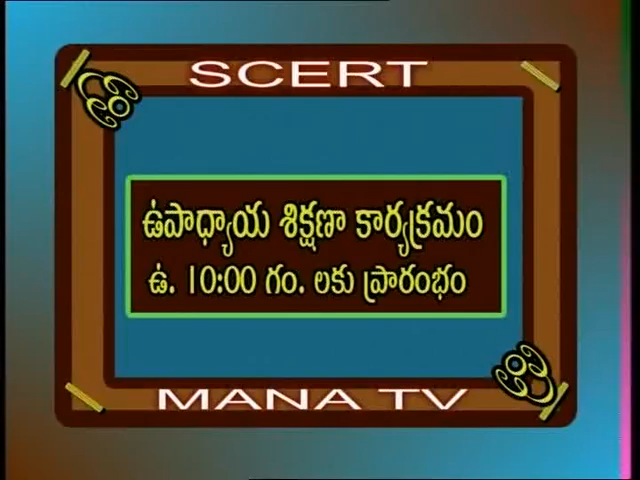 SCERT
ఆ
ఉపాధ్యాయ శిక్షణా కార్యక్రమం
ఉ. 10:00 గం. లకు ప్రారంభం
MANA TV